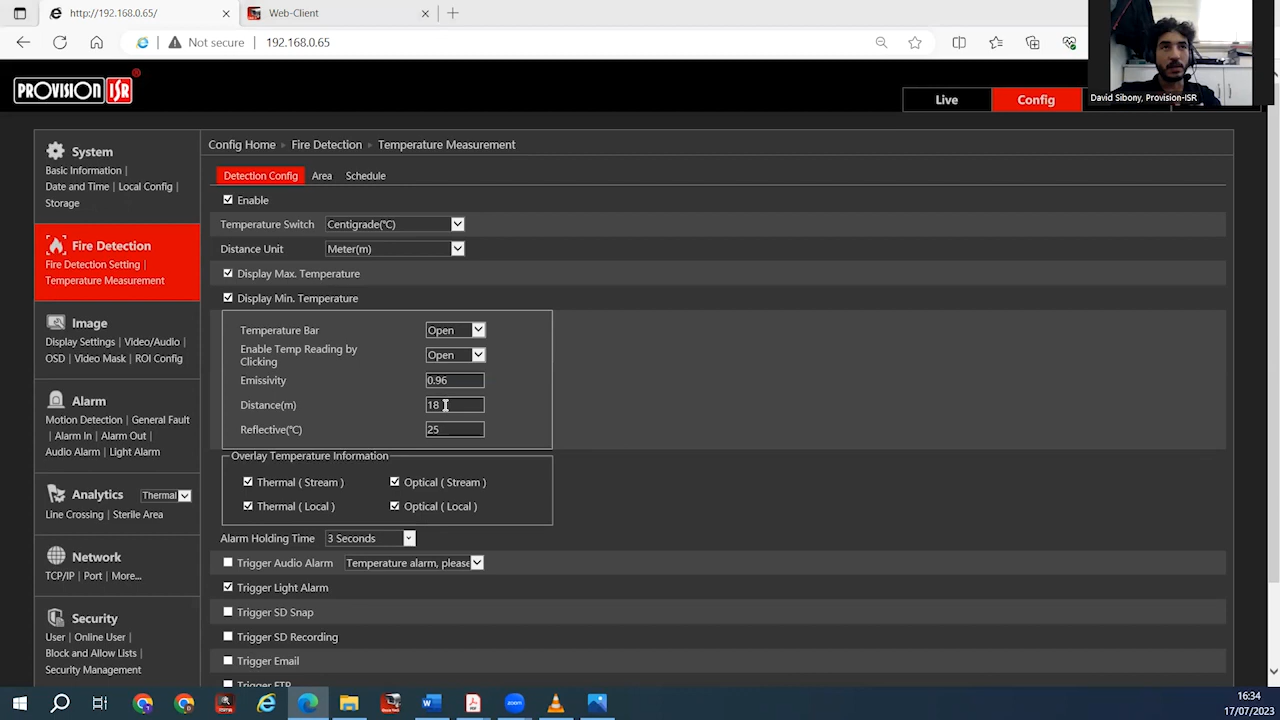 http://192.168.0.65/
Web-Client
Not secure
192.168.0.65
David Sibony, Provision-ISR
PROVISION ISR
Live
Config
System
Basic Information |
Date and Time | Local Config |
Storage
Fire Detection
Fire Detection Setting |
Temperature Measurement
Image
Display Settings | Video/Audio |
OSD | Video Mask | ROI Config
Alarm
Motion Detection | General Fault
| Alarm In | Alarm Out |
Audio Alarm | Light Alarm
Analytics Thermal
Line Crossing | Sterile Area
Network
TCP/IP | Port | More...
Security
User | Online User |
Block and Allow Lists |
Security Management
Config Home ▸ Fire Detection ▸ Temperature Measurement
Detection Config Area Schedule
Enable
Temperature Switch Centigrade(℃)
Distance Unit Meter(m)
Display Max. Temperature
Display Min. Temperature
Temperature Bar Open
Enable Temp Reading by
Clicking Open
Emissivity 0.96
Distance(m) 18
Reflective(℃) 25
Overlay Temperature Information
Thermal ( Stream ) Optical ( Stream )
Thermal ( Local ) Optical ( Local )
Alarm Holding Time 3 Seconds
Trigger Audio Alarm Temperature alarm, please
Trigger Light Alarm
Trigger SD Snap
Trigger SD Recording
Trigger Email
Trigger FTP
16:34
17/07/2023